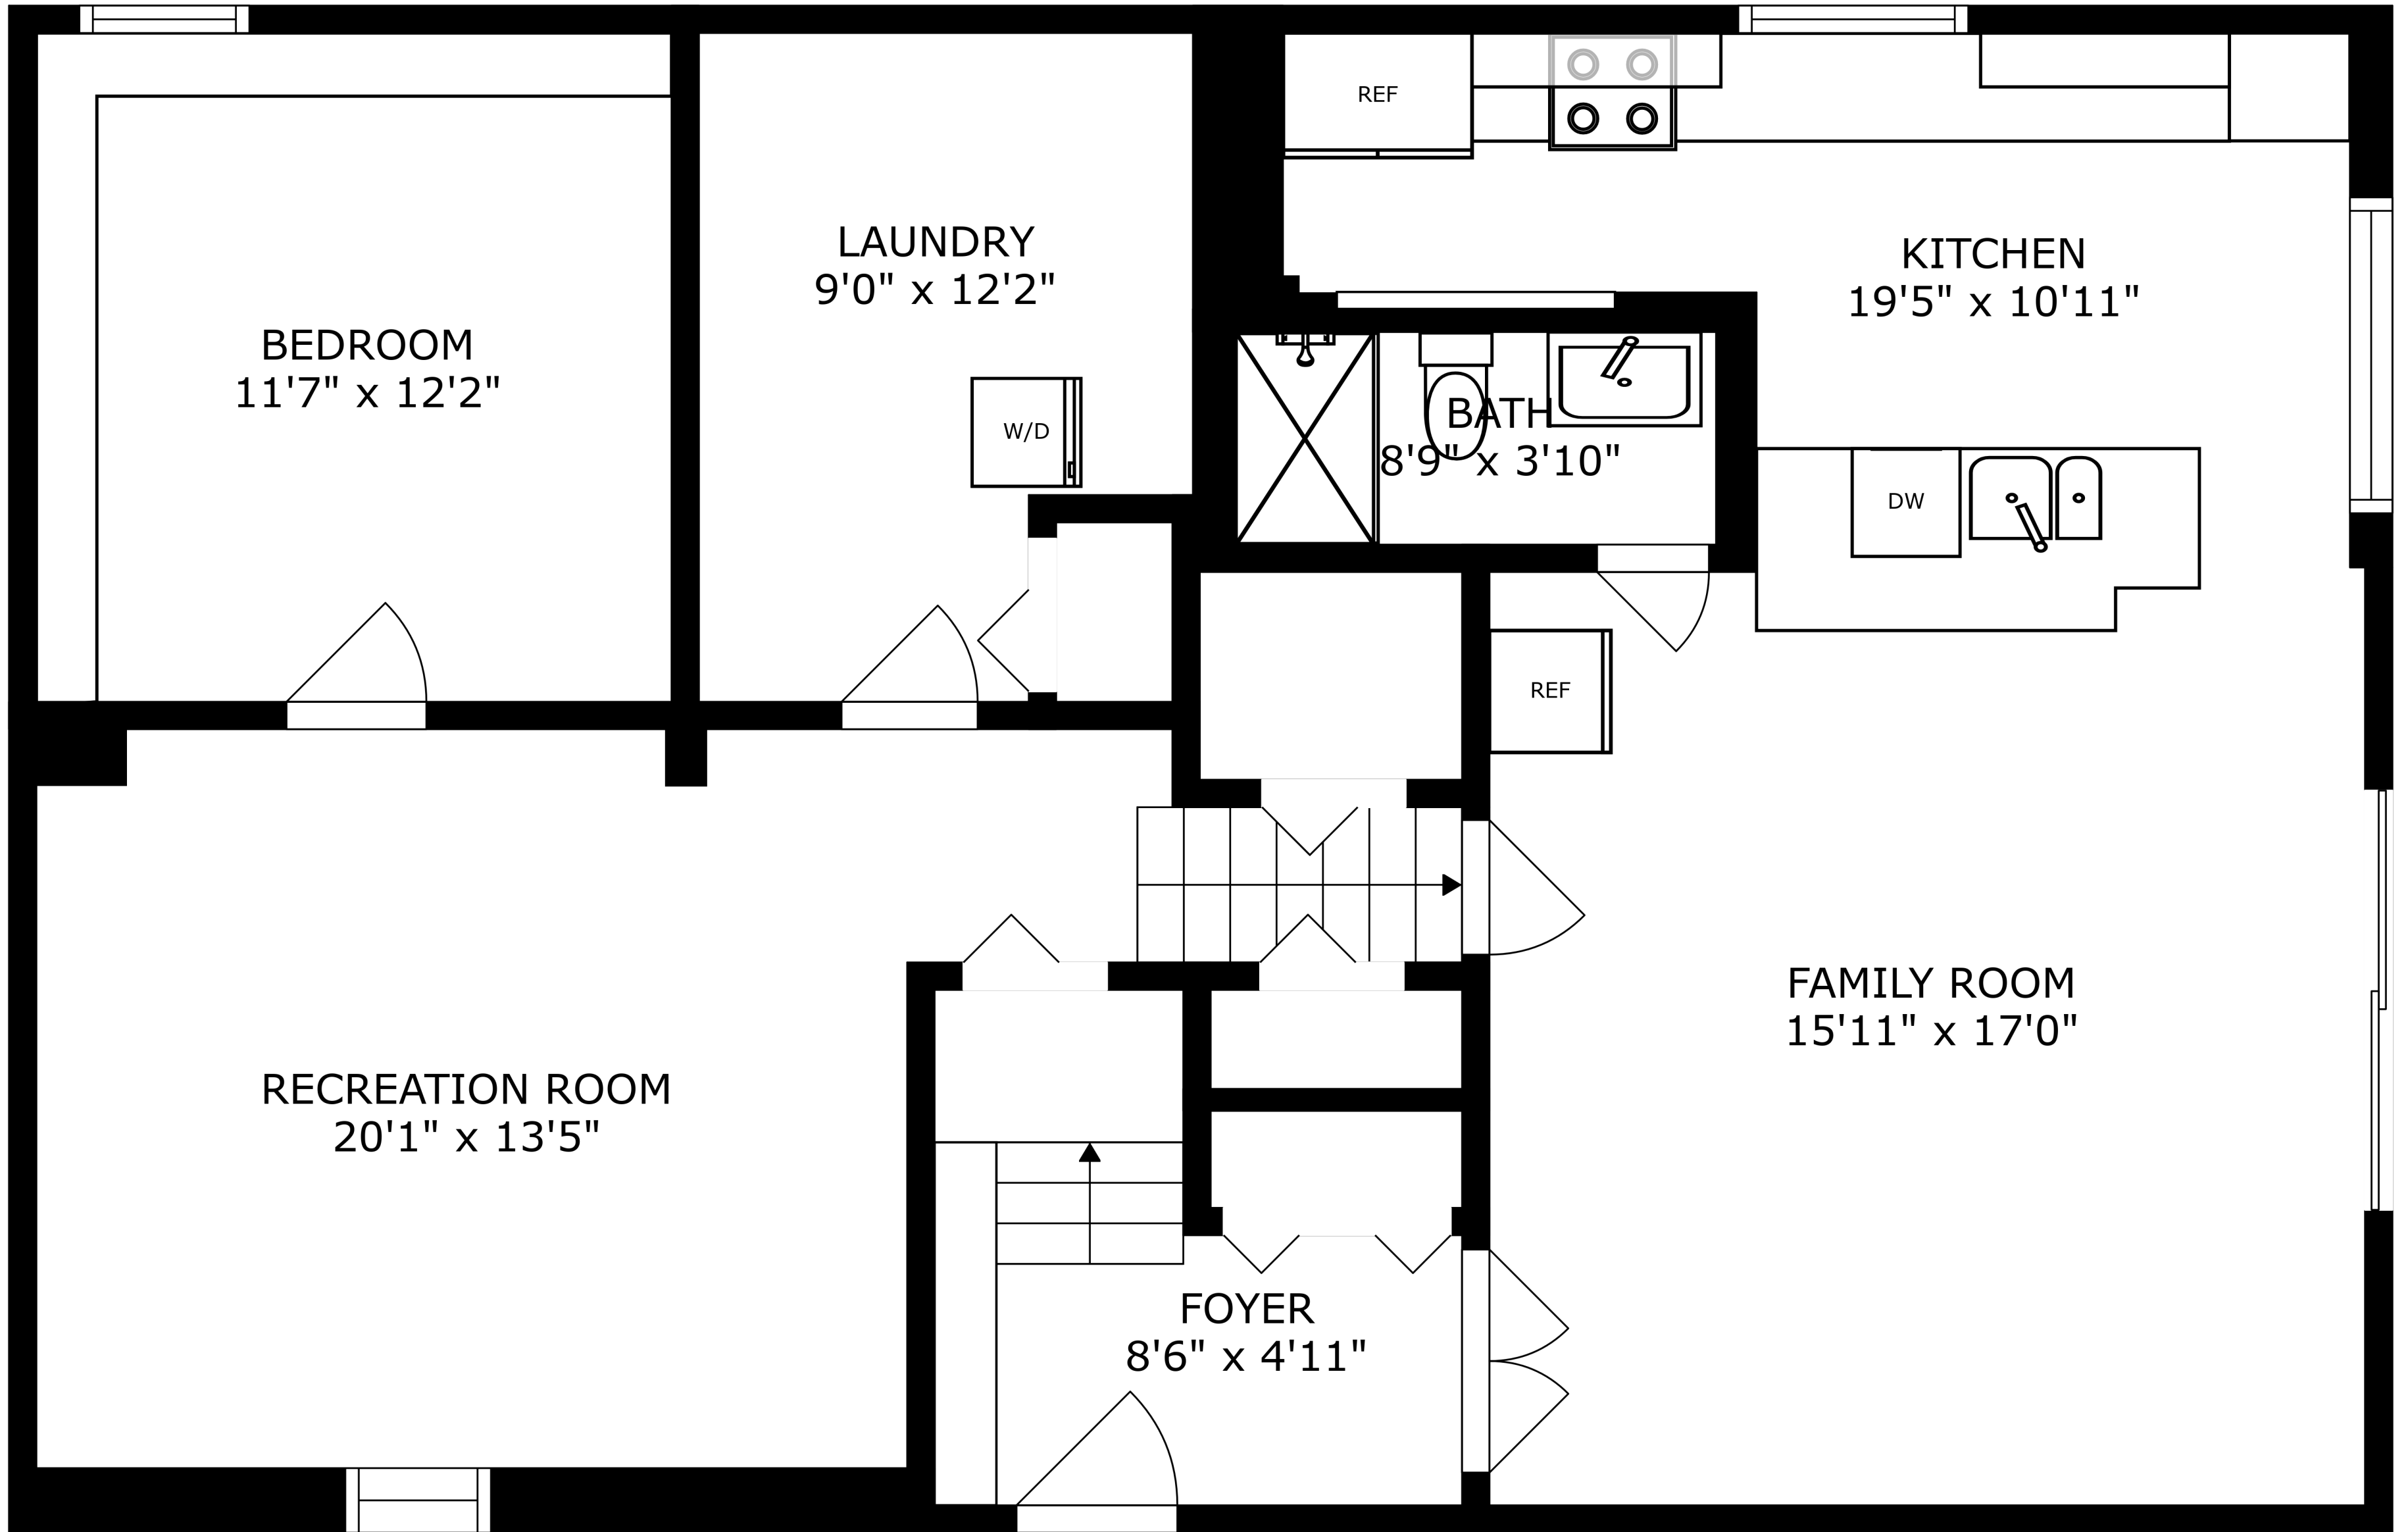 REF
LAUNDRY
9'0" x 12'2"
KITCHEN
19'5" x 10'11"
BEDROOM
11'7" x 12'2"
W/D
BATH
8'9" x 3'10"
DW
REF
FAMILY ROOM
15'11" x 17'0"
RECREATION ROOM
20'1" x 13'5"
FOYER
8'6" x 4'11"